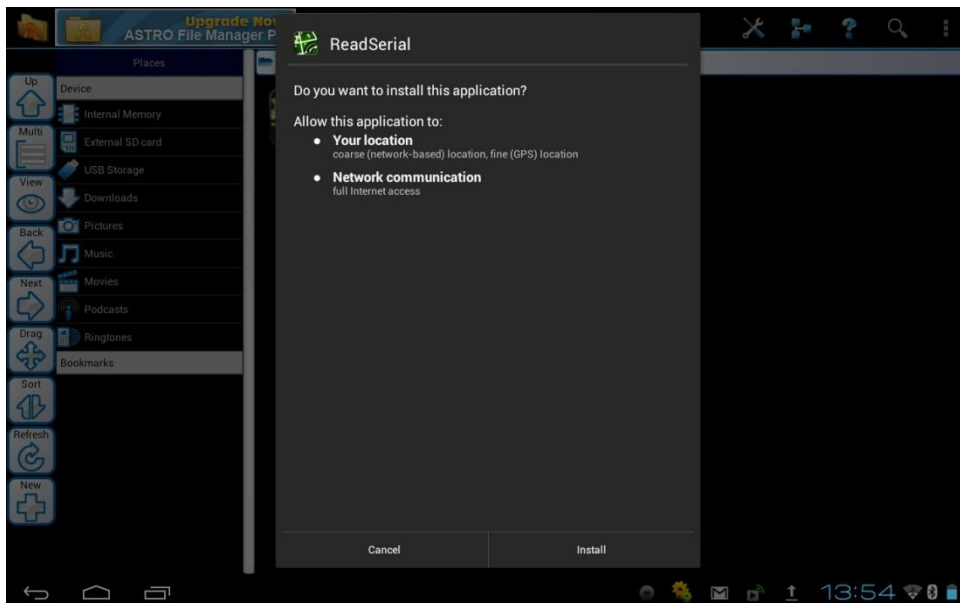 Upgrade Now
ASTRO File Manager P
Places
Device
Internal Memory
External SD card
USB Storage
Downloads
Pictures
Music
Movies
Podcasts
Ringtones
Bookmarks
Up
Multi
View
Back
Next
Drag
Sort
Refresh
New
ReadSerial
Do you want to install this application?
Allow this application to:
• Your location
coarse (network-based) location, fine (GPS) location
• Network communication
full Internet access
Cancel
Install
13:54